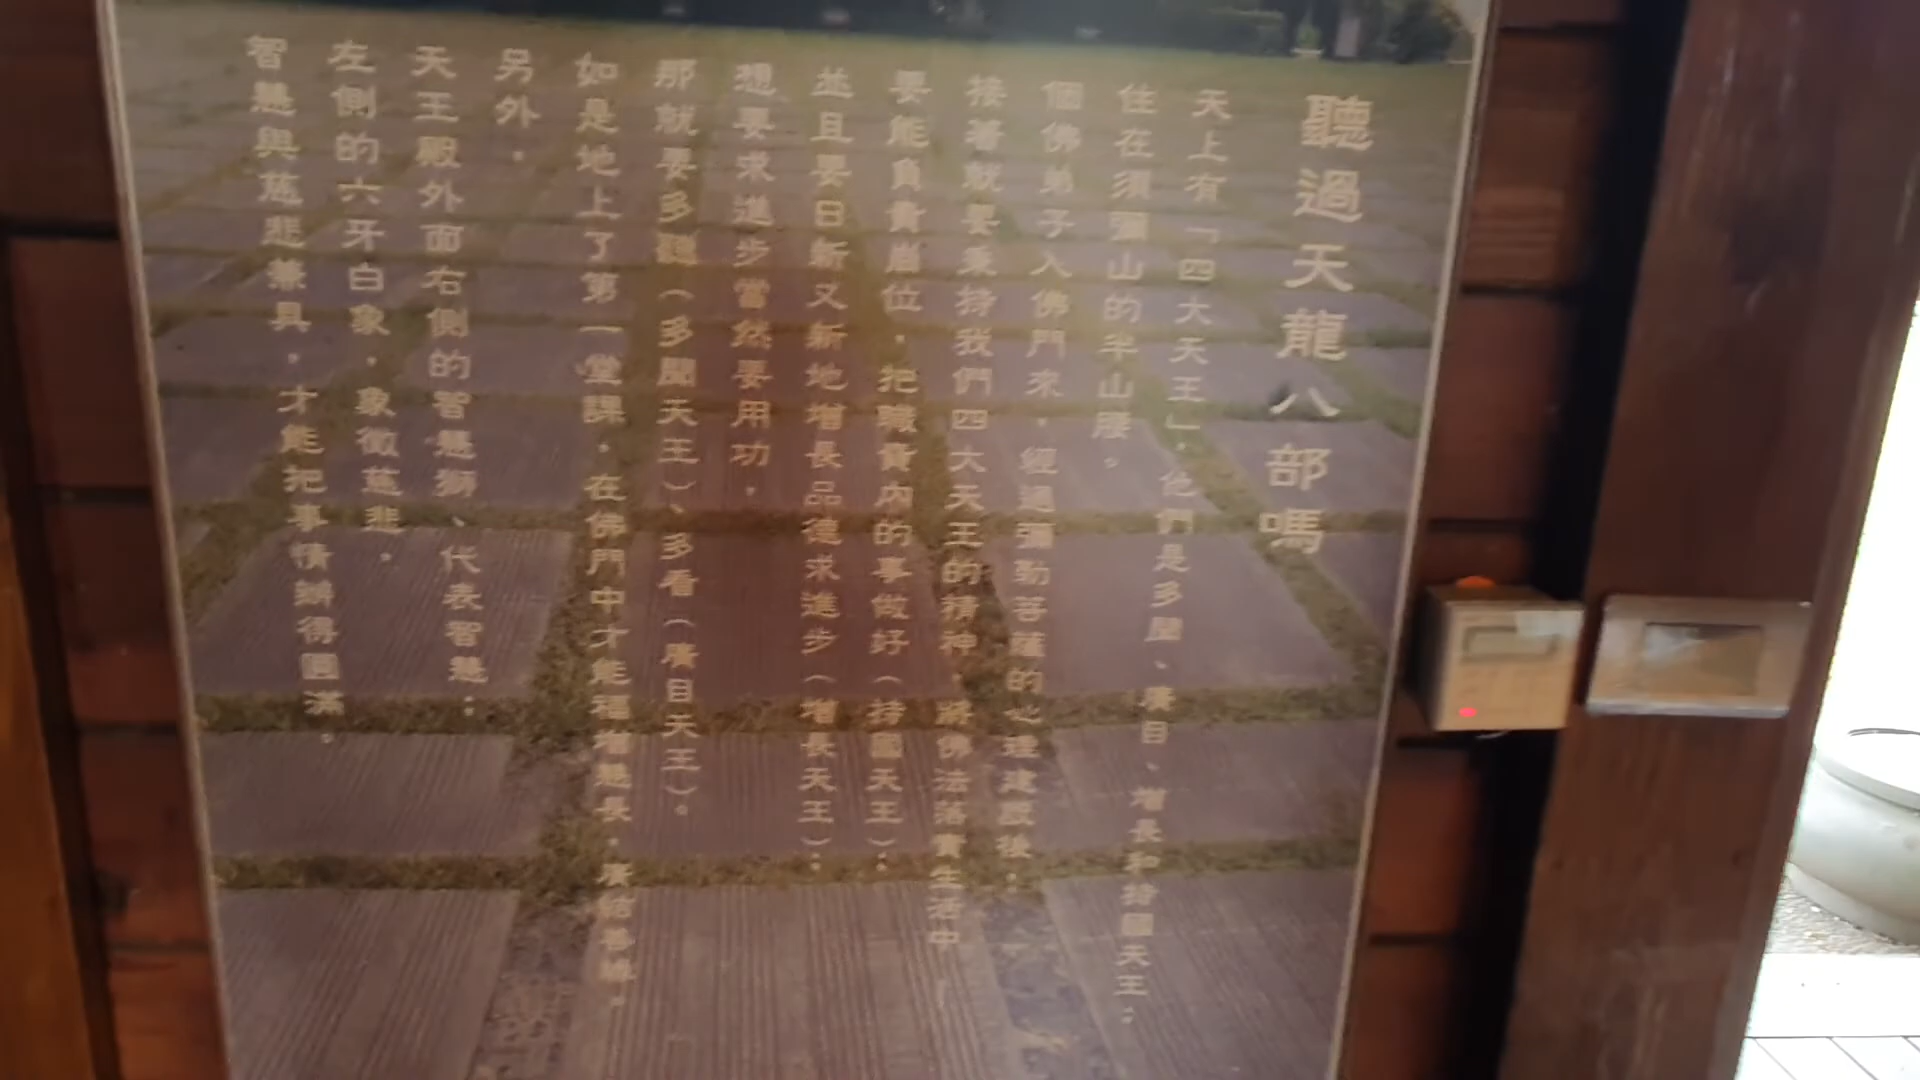 聽過天龍八部嗎
天上有「四大天王」，他們是多聞、廣目、增長和持國天王，
住在須彌山的半山腰。
個佛弟子入佛門來，經過彌勒菩薩的心理建設後，
接著就要秉持我們四大天王的精神，將佛法落實生活中—
要能負責崗位，把職責內的事做好（持國天王）；
並且要日新又新地增長品德求進步（增長天王）；
想要求進步當然要用功，
那就要多聽（多聞天王）、多看（廣目天王）。
如是地上了第一堂課，在佛門中才能福增慧長，廣結善緣。
另外，
天王殿外面右側的智慧獅、代表智慧；
左側的六牙白象，象徵慈悲。
智慧與慈悲兼具，才能把事情辦得圓滿。